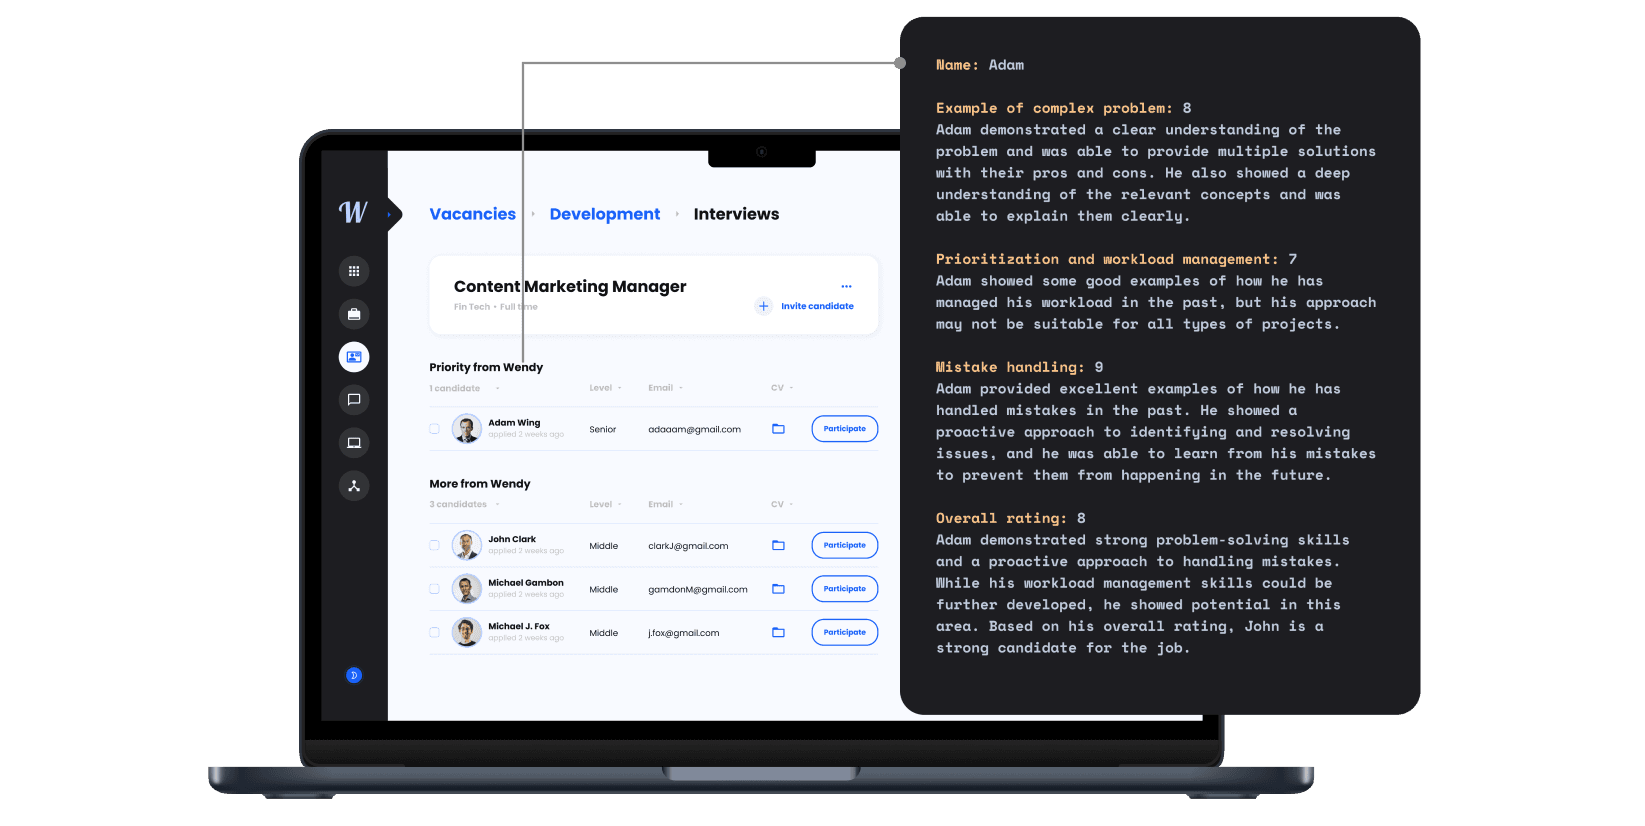 W
Vacancies Development Interviews
Content Marketing Manager
Fin Tech • Full time
+ Invite candidate
Priority from Wendy
1 candidate Level Email CV
Adam Wing
applied 2 weeks ago
Senior adaaam@gmail.com Participate
More from Wendy
3 candidates Level Email CV
John Clark
applied 2 weeks ago
Middle clarkJ@gmail.com Participate
Michael Gambon
applied 2 weeks ago
Middle gamdonM@gmail.com Participate
Michael J. Fox
applied 2 weeks ago
Middle j.fox@gmail.com Participate
D
Name: Adam
Example of complex problem: 8
Adam demonstrated a clear understanding of the
problem and was able to provide multiple solutions
with their pros and cons. He also showed a deep
understanding of the relevant concepts and was
able to explain them clearly.
Prioritization and workload management: 7
Adam showed some good examples of how he has
managed his workload in the past, but his approach
may not be suitable for all types of projects.
Mistake handling: 9
Adam provided excellent examples of how he has
handled mistakes in the past. He showed a
proactive approach to identifying and resolving
issues, and he was able to learn from his mistakes
to prevent them from happening in the future.
Overall rating: 8
Adam demonstrated strong problem-solving skills
and a proactive approach to handling mistakes.
While his workload management skills could be
further developed, he showed potential in this
area. Based on his overall rating, John is a
strong candidate for the job.